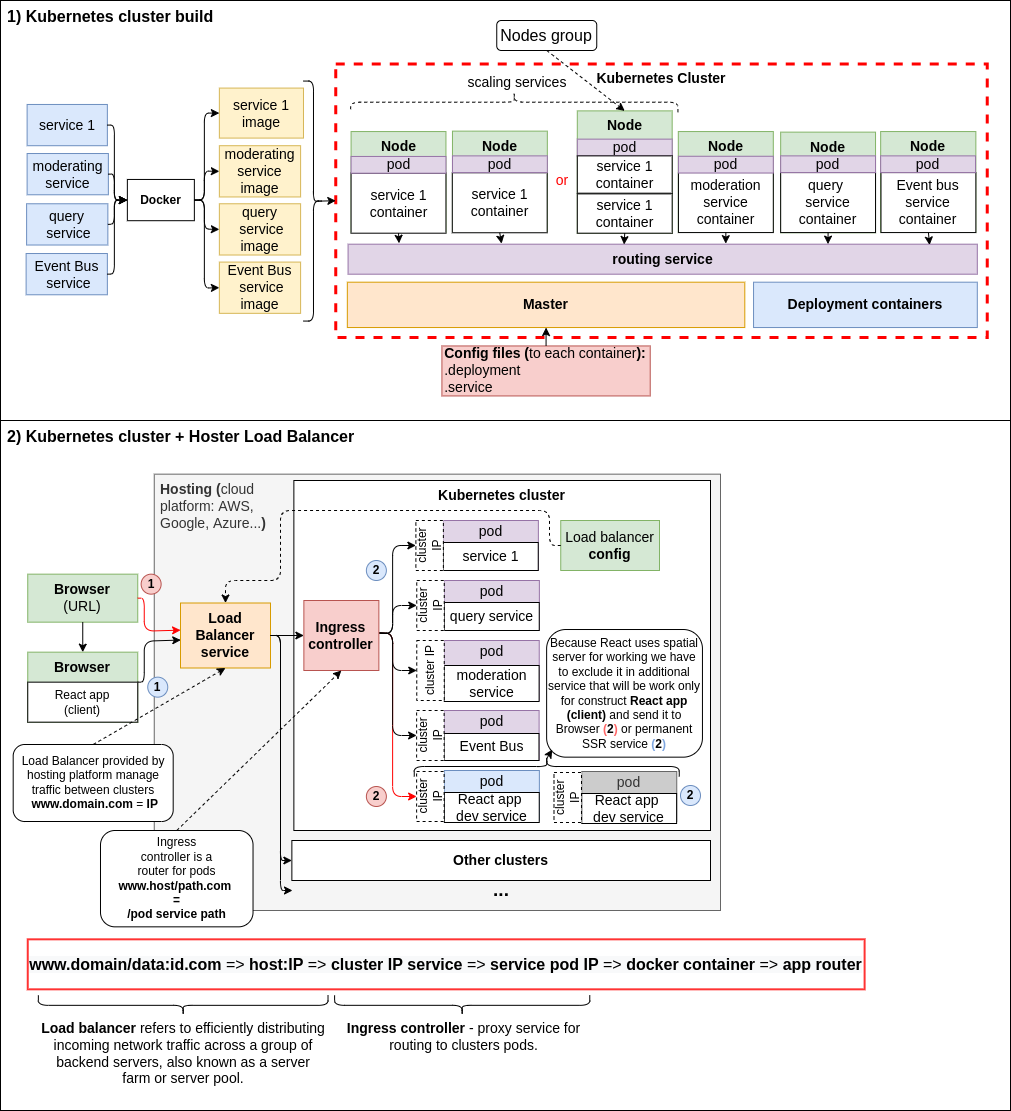 1) Kubernetes cluster build
Nodes group
scaling services
Kubernetes Cluster
service 1
moderating
service
query
service
Event Bus
service
Docker
service 1
image
moderating
service
image
query
service
image
Event Bus
service
image
Node
pod
service 1
container
Node
pod
service 1
container
or
Node
pod
service 1
container
service 1
container
Node
pod
moderation
service
container
Node
pod
query
service
container
Node
pod
Event bus
service
container
routing service
Master
Deployment containers
Config files (to each container):
.deployment
.service
2) Kubernetes cluster + Hoster Load Balancer
Hosting (cloud
platform: AWS,
Google, Azure...)
Kubernetes cluster
Browser
(URL)
1
Browser
React app
(client)
1
Load
Balancer
service
Ingress
controller
2
cluster
IP
pod
service 1
Load balancer
config
cluster
IP
pod
query service
cluster IP
pod
moderation
service
cluster
IP
pod
Event Bus
Because React uses spatial
server for working we have
to exclude it in additional
service that will be work only
for construct React app
(client) and send it to
Browser (2) or permanent
SSR service (2)
2
cluster
IP
pod
React app
dev service
cluster
IP
pod
React app
dev service
2
Load Balancer provided by
hosting platform manage
traffic between clusters
www.domain.com = IP
Ingress
controller is a
router for pods
www.host/path.com
=
/pod service path
Other clusters
...
www.domain/data:id.com => host:IP => cluster IP service => service pod IP => docker container => app router
Load balancer refers to efficiently distributing
incoming network traffic across a group of
backend servers, also known as a server
farm or server pool.
Ingress controller - proxy service for
routing to clusters pods.